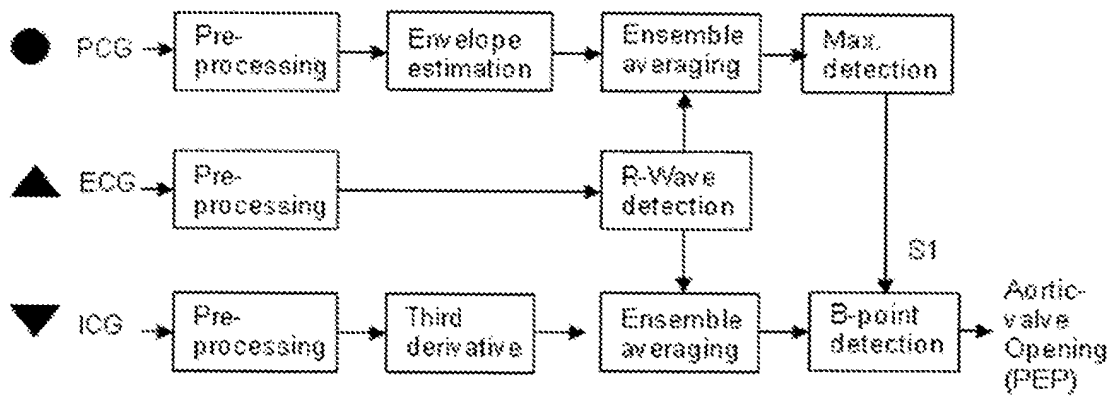 PCG
Pre-
processing
Envelope
estimation
Ensemble
averaging
Max.
detection
ECG
Pre-
processing
R-Wave
detection
S1
ICG
Pre-
processing
Third
derivative
Ensemble
averaging
B-point
detection
Aortic-
valve
Opening
(PEP)